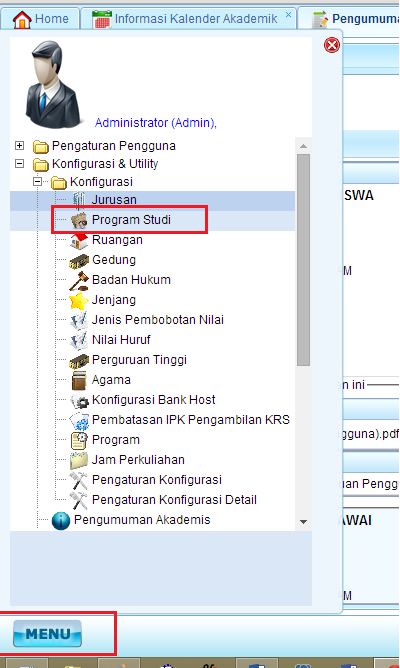 Home
Informasi Kalender Akademik
Pengumuma
Administrator (Admin),
Pengaturan Pengguna
Konfigurasi & Utility
Konfigurasi
Jurusan
SWA
Program Studi
Ruangan
Gedung
M
Badan Hukum
Jenjang
Jenis Pembobotan Nilai
Nilai Huruf
Perguruan Tinggi
Agama
n ini
Konfigurasi Bank Host
Pembatasan IPK Pengambilan KRS
Program
gguna).pdf
Jam Perkuliahan
Pengaturan Konfigurasi
uan Pengg
Pengaturan Konfigurasi Detail
Pengumuman Akademis
AWAI
M
MENU